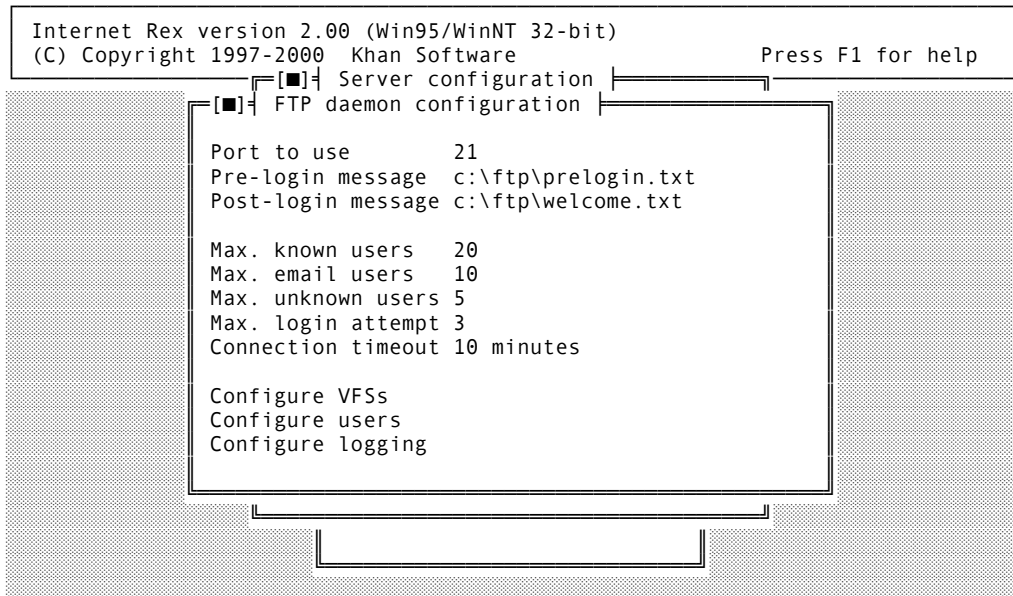 Internet Rex version 2.00 (Win95/WinNT 32-bit)
(C) Copyright 1997-2000  Khan Software                       Press F1 for help
[■] Server configuration
[■] FTP daemon configuration
Port to use          21
Pre-login message  c:\ftp\prelogin.txt
Post-login message c:\ftp\welcome.txt
Max. known users   20
Max. email users   10
Max. unknown users 5
Max. login attempt 3
Connection timeout 10 minutes
Configure VFSs
Configure users
Configure logging